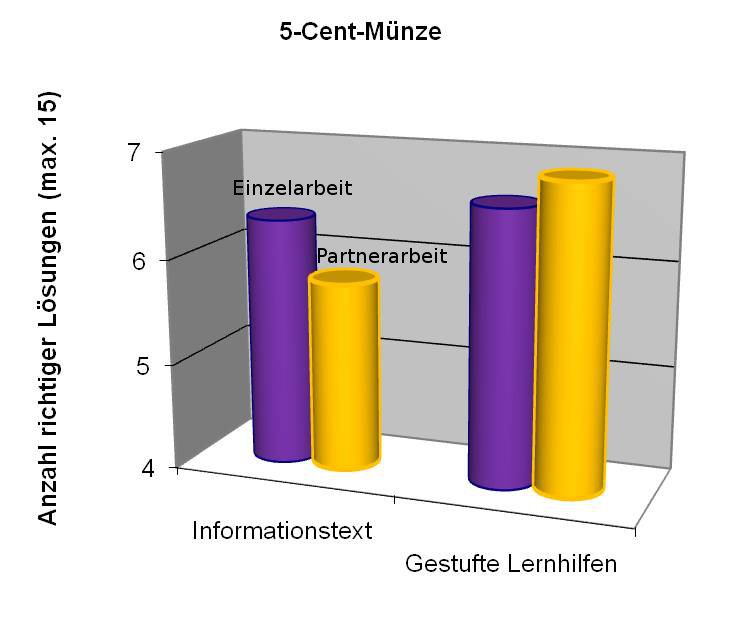 5-Cent-Münze
Anzahl richtiger Lösungen (max. 15)
7
6
5
4
Einzelarbeit
Partnerarbeit
Informationstext
Gestufte Lernhilfen